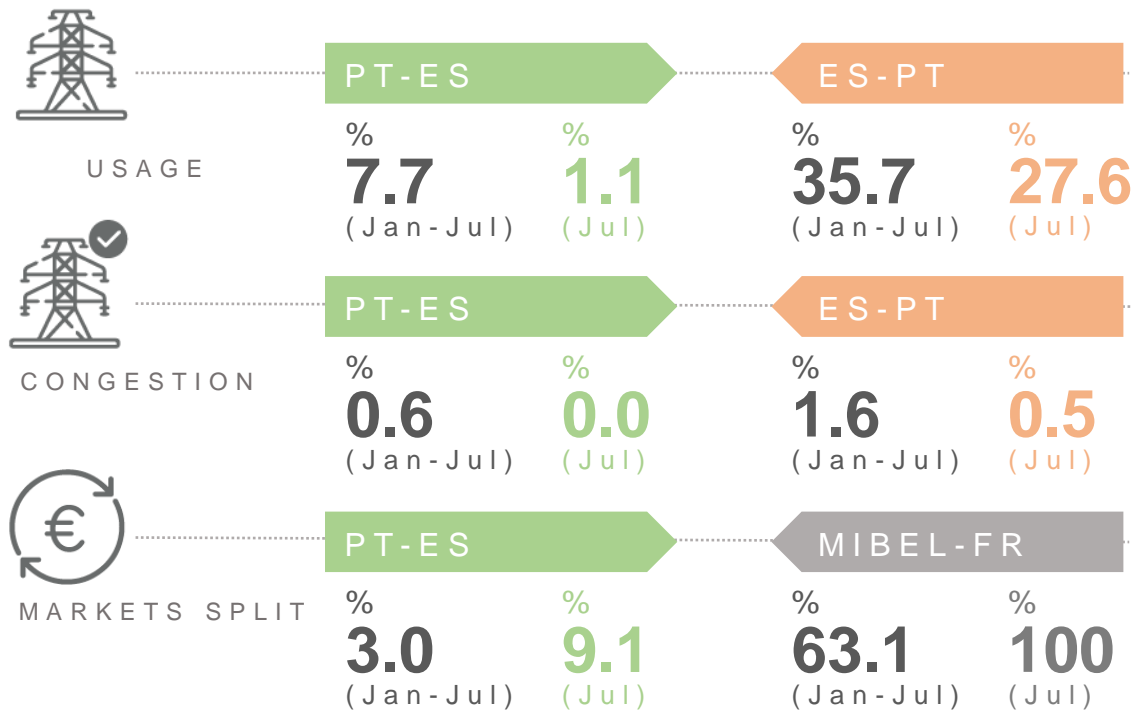 PT-ES
ES-PT
USAGE
% % % %
7.7 1.1 35.7 27.6
(Jan-Jul) (Jul) (Jan-Jul) (Jul)
PT-ES
ES-PT
CONGESTION
% % % %
0.6 0.0 1.6 0.5
(Jan-Jul) (Jul) (Jan-Jul) (Jul)
€
PT-ES
MIBEL-FR
MARKETS SPLIT
% % % %
3.0 9.1 63.1 100
(Jan-Jul) (Jul) (Jan-Jul) (Jul)